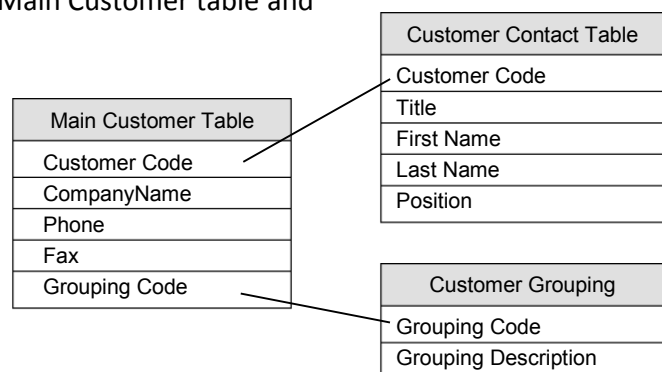 Main Customer table and
Main Customer Table
Customer Code
CompanyName
Phone
Fax
Grouping Code
Customer Contact Table
Customer Code
Title
First Name
Last Name
Position
Customer Grouping
Grouping Code
Grouping Description